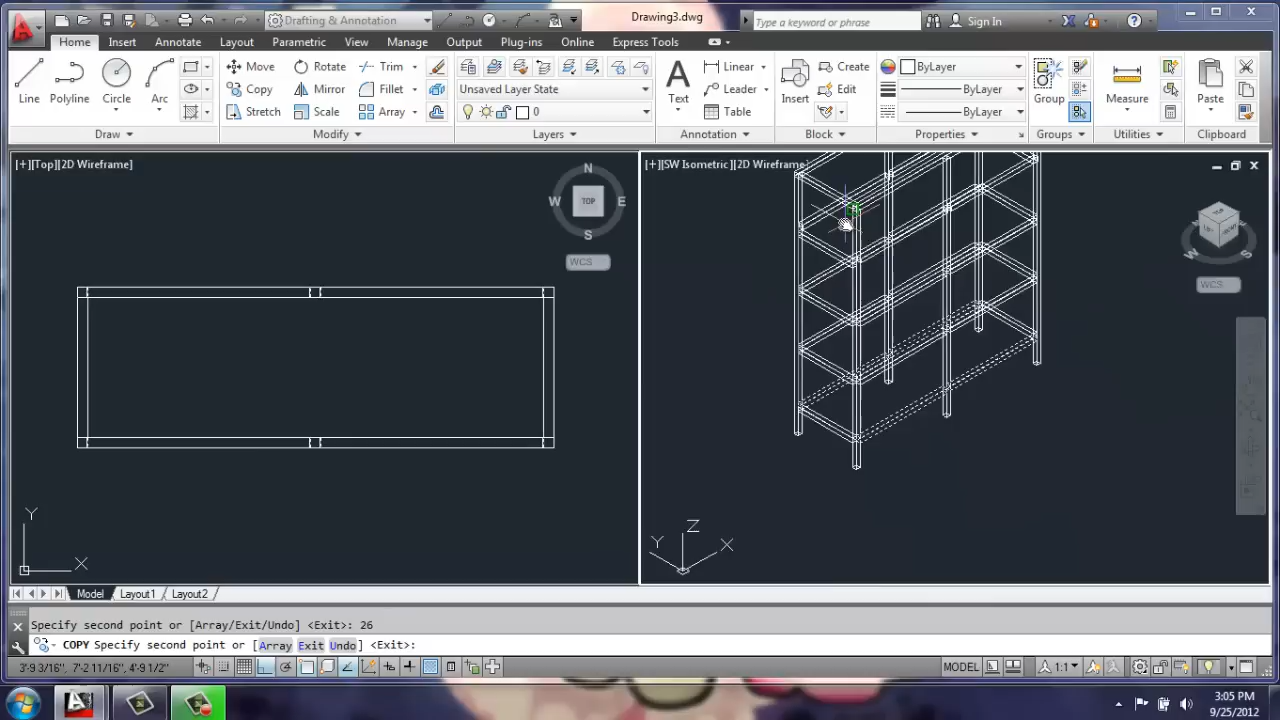 Drafting & Annotation
Drawing3.dwg
Type a keyword or phrase
Sign In
Home Insert Annotate Layout Parametric View Manage Output Plug-ins Online Express Tools
Line Polyline Circle Arc
Move Rotate Trim
Copy Mirror Fillet
Stretch Scale Array
Unsaved Layer State
0
Text
Linear
Leader
Table
Insert
Create
Edit
ByLayer
ByLayer
ByLayer
Group
Measure
Paste
Draw Modify Layers Annotation Block Properties Groups Utilities Clipboard
[+][Top][2D Wireframe]
[+][SW Isometric][2D Wireframe]
N
W TOP E
S
WCS
TOP
FRONT
W S
WCS
Y
X
Z
Y X
Model Layout1 Layout2
Specify second point or [Array/Exit/Undo] <Exit>: 26
COPY Specify second point or [Array Exit Undo] <Exit>:
3'-9 3/16", 7'-2 11/16", 4'-9 1/2"
MODEL
1:1
3:05 PM
9/25/2012